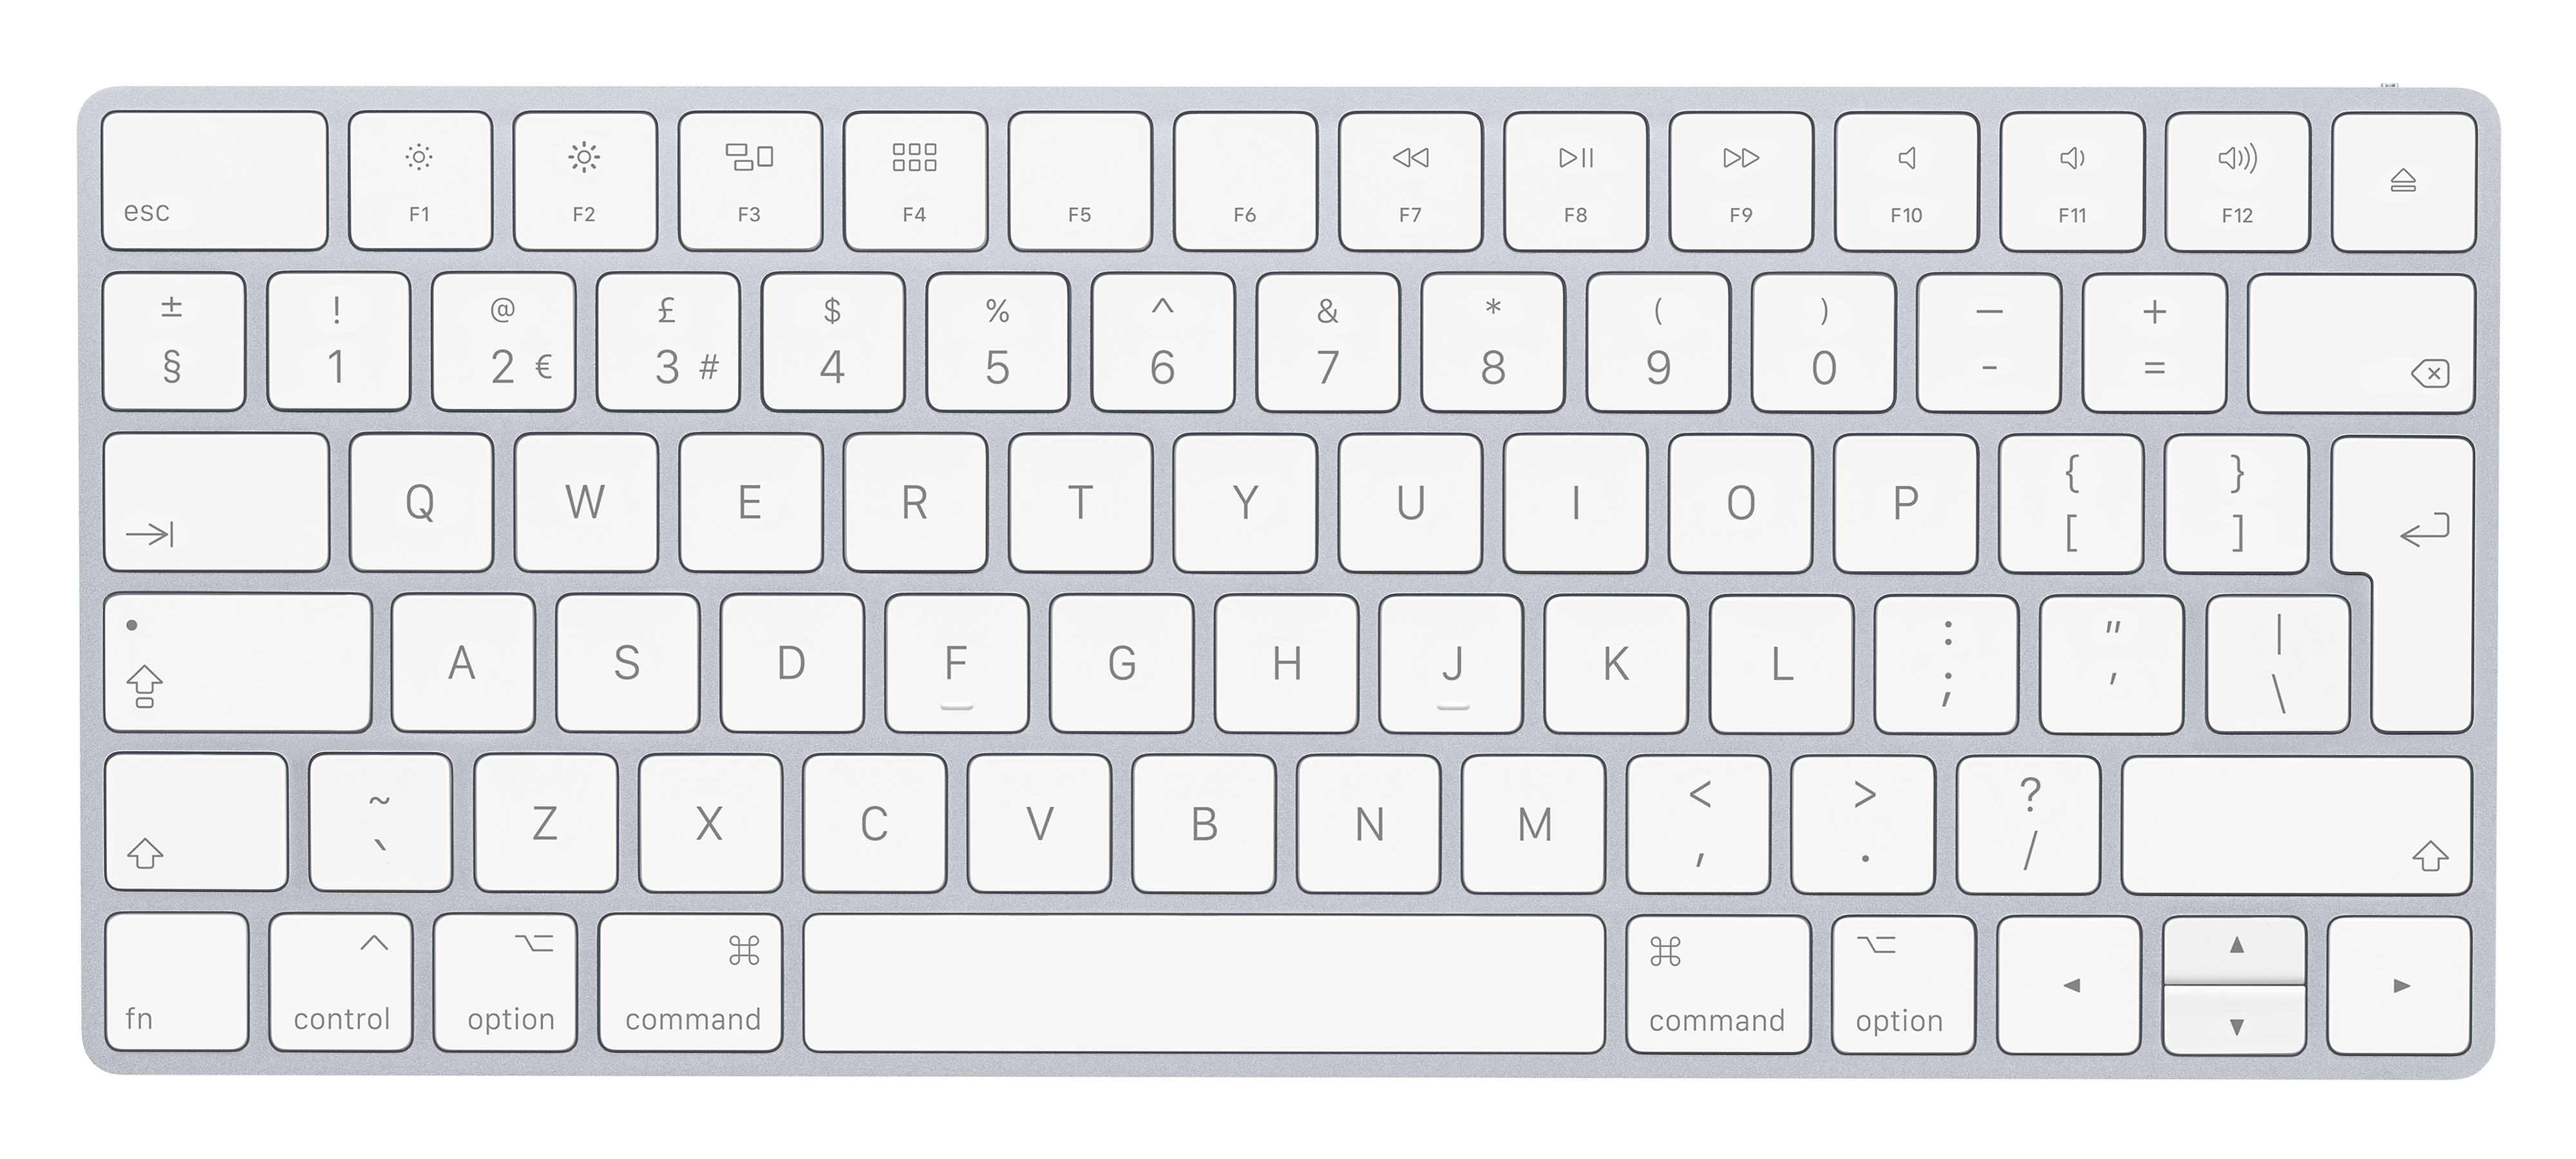 esc F1 F2 F3 F4 F5 F6 F7 F8 F9 F10 F11 F12
± ! @ £ $ % ^ & * ( ) — +
§ 1 2 € 3 # 4 5 6 7 8 9 0 - =
Q W E R T Y U I O P { }
[ ]
A S D F G H J K L : " |
; ' \
~ Z X C V B N M < > ?
` , . /
⌃ ⌥ ⌘ ⌘ ⌥
fn control option command command option